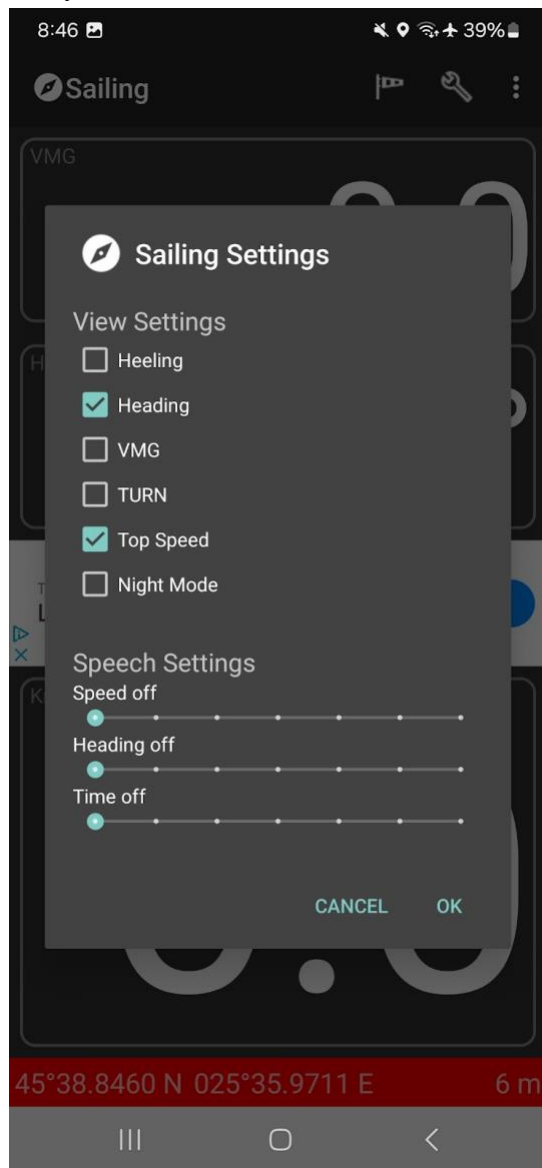 8:46 39%
Sailing
VMG
Sailing Settings
View Settings
Heeling
Heading
VMG
TURN
Top Speed
Night Mode
Speech Settings
Speed off
Heading off
Time off
CANCEL OK
45°38.8460 N 025°35.9711 E 6 m